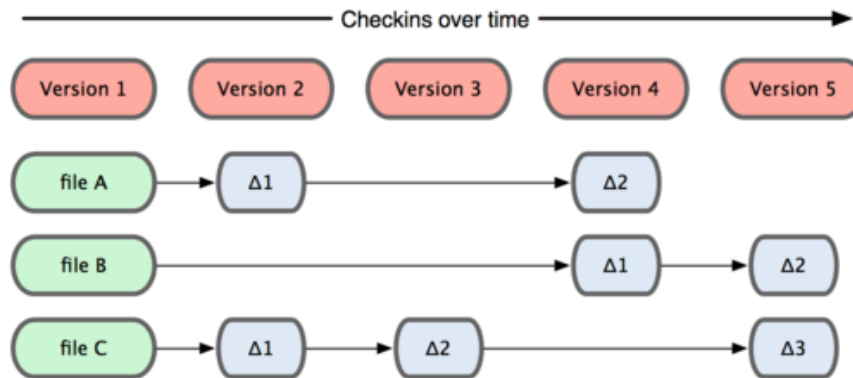 Checkins over time
Version 1 Version 2 Version 3 Version 4 Version 5
file A Δ1 Δ2
file B Δ1 Δ2
file C Δ1 Δ2 Δ3